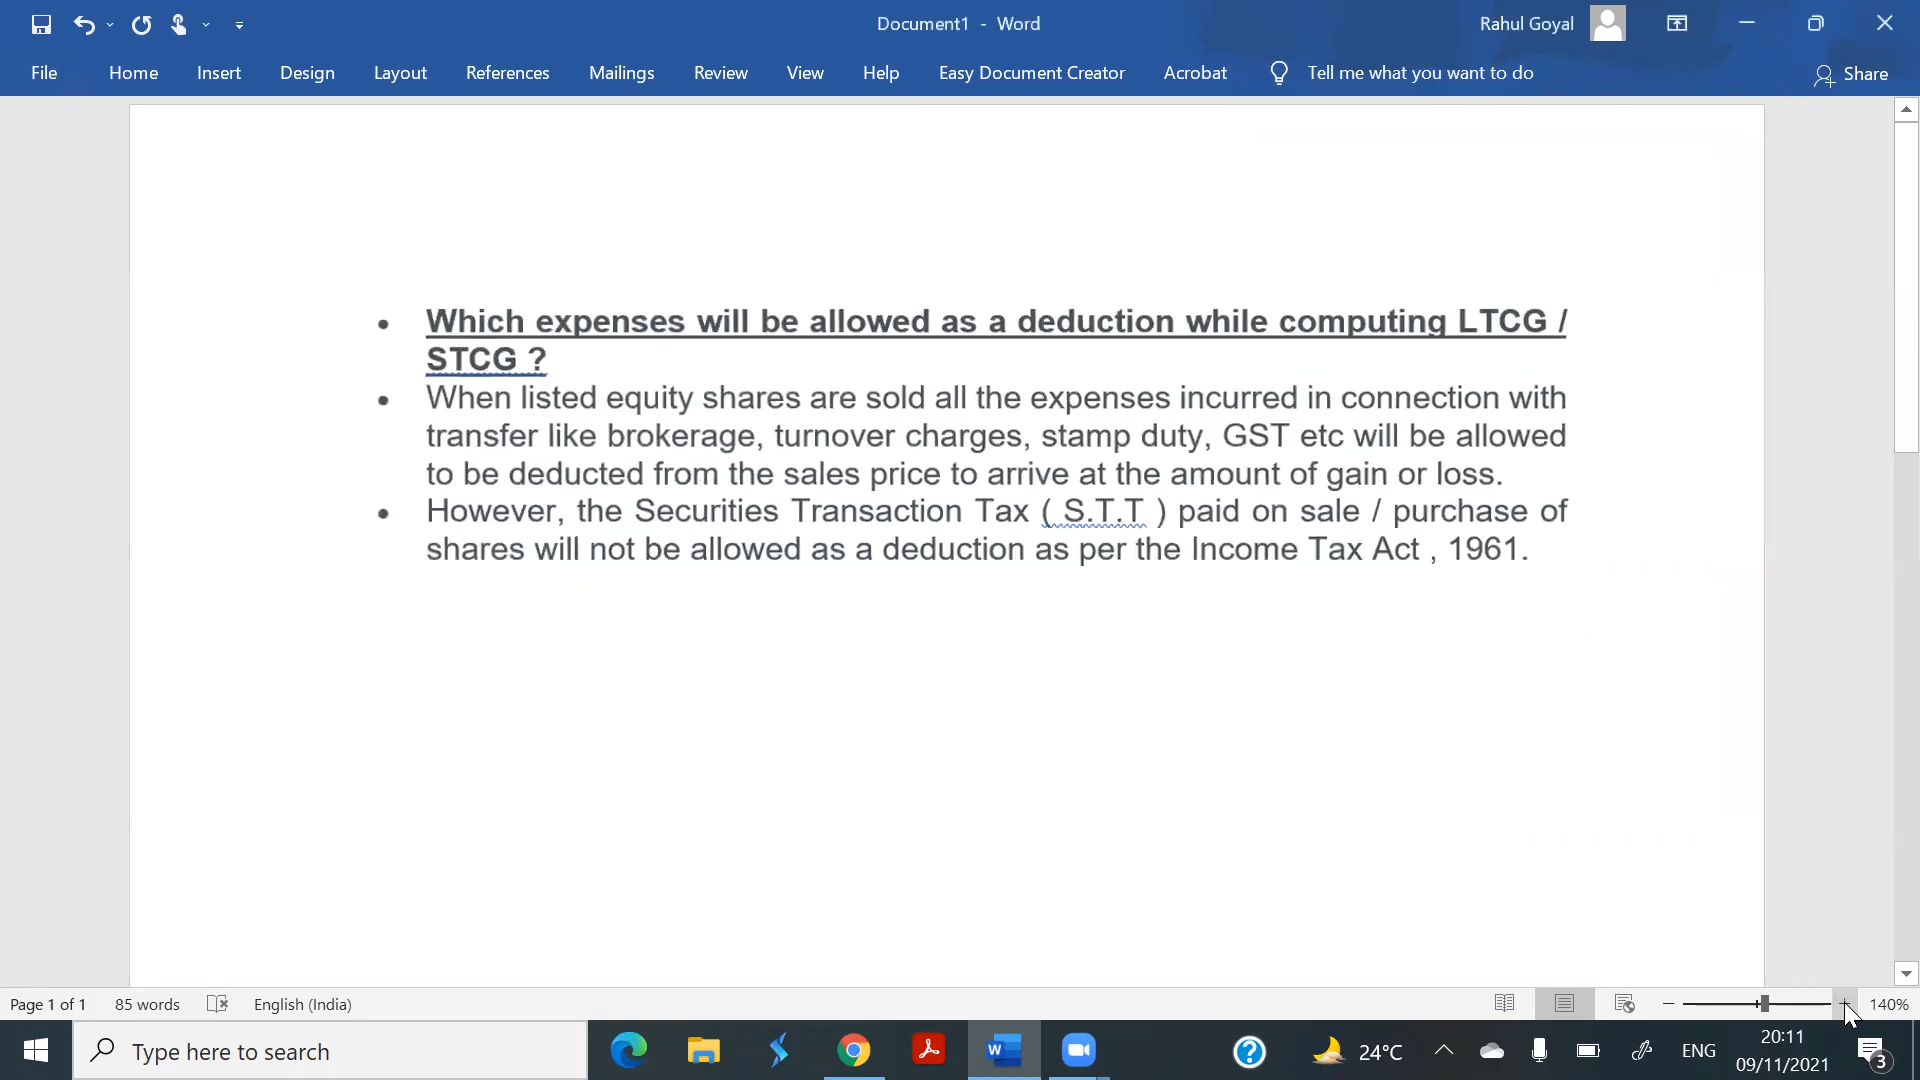 Document1 - Word
Rahul Goyal
File Home Insert Design Layout References Mailings Review View Help Easy Document Creator Acrobat Tell me what you want to do Share
• Which expenses will be allowed as a deduction while computing LTCG /
STCG ?
• When listed equity shares are sold all the expenses incurred in connection with
transfer like brokerage, turnover charges, stamp duty, GST etc will be allowed
to be deducted from the sales price to arrive at the amount of gain or loss.
• However, the Securities Transaction Tax ( S.T.T ) paid on sale / purchase of
shares will not be allowed as a deduction as per the Income Tax Act , 1961.
Page 1 of 1 85 words English (India) 140%
Type here to search 24°C ENG 20:11
09/11/2021 3